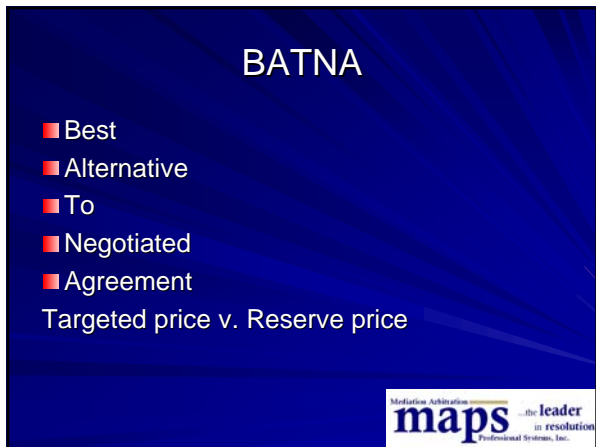 BATNA
Best
Alternative
To
Negotiated
Agreement
Targeted price v. Reserve price
Mediation Arbitration
maps
...the leader
in resolution
Professional Systems, Inc.